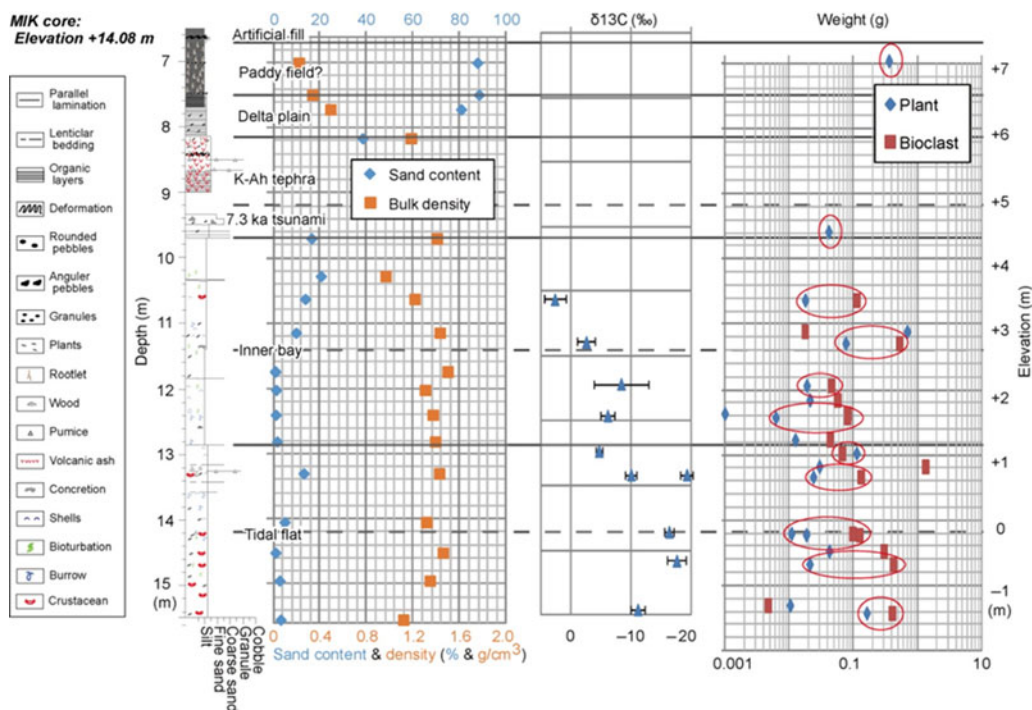 MIK core:
Elevation +14.08 m
Parallel
lamination
Lenticlar
bedding
Organic
layers
Deformation
Rounded
pebbles
Anguler
pebbles
Granules
Plants
Rootlet
Wood
Pumice
Volcanic ash
Concretion
Shells
Bioturbation
Burrow
Crustacean
Depth (m)
7
8
9
10
11
12
13
14
15
(m)
Silt
Fine sand
Coarse sand
Granule
Cobble
0 20 40 60 80 100
Artificial fill
Paddy field?
Delta plain
K-Ah tephra
7.3 ka tsunami
Inner bay
Tidal flat
Sand content
Bulk density
0 0.4 0.8 1.2 1.6 2.0
Sand content & density (% & g/cm3)
δ13C (‰)
0 −10 −20
Weight (g)
Plant
Bioclast
0.001 0.1 10
+7
+6
+5
+4
+3
+2
+1
0
−1
(m)
Elevation (m)